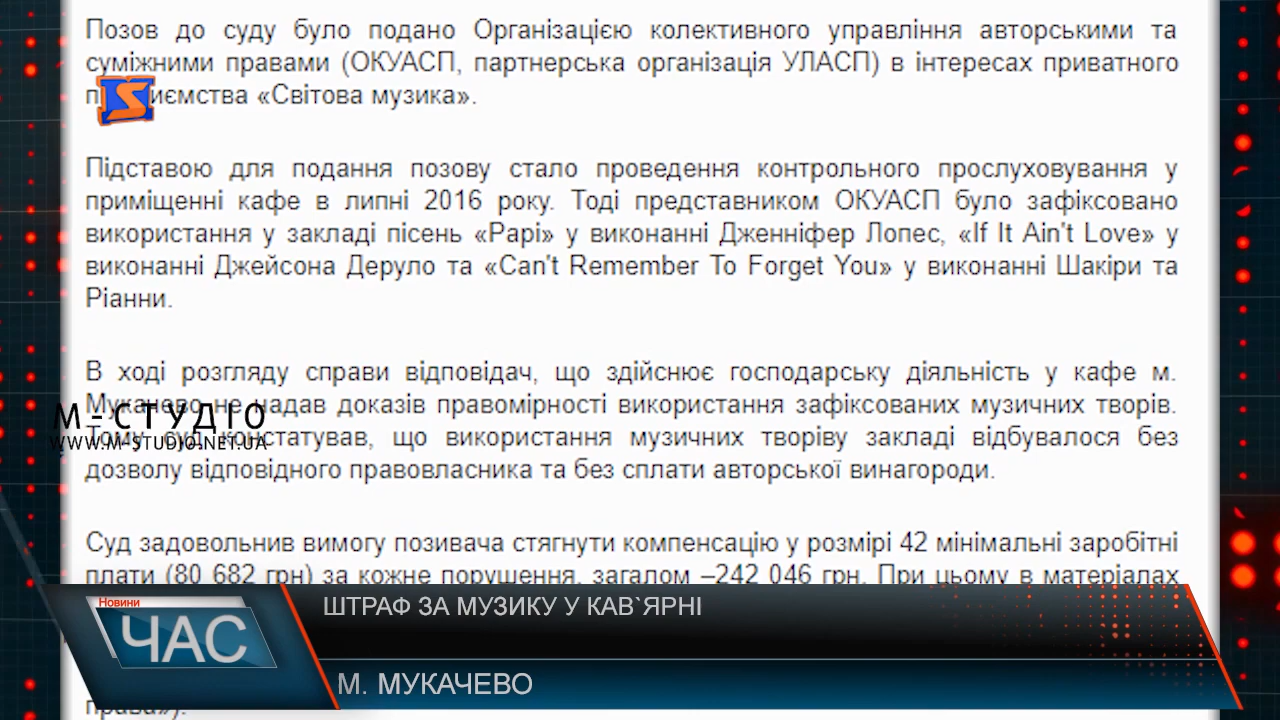 Позов до суду було подано Організацією колективного управління авторськими та
суміжними правами (ОКУАСП, партнерська організація УЛАСП) в інтересах приватного
«Світова музика».
Підставою для подання позову стало проведення контрольного прослуховування у
приміщенні кафе в липні 2016 року. Тоді представником ОКУАСП було зафіксовано
використання у закладі пісень «Papi» у виконанні Дженніфер Лопес, «If It Ain't Love» у
виконанні Джейсона Деруло та «Can't Remember To Forget You» у виконанні Шакіри та
Ріанни.
В ході розгляду справи відповідач, що здійснює господарську діяльність у кафе м.
Мукачево не надав доказів правомірності використання зафіксованих музичних творів.
М-СТУДІО
WWW.M-STUDIO.NET.UA
Тому суд констатував, що використання музичних творіву закладі відбувалося без
дозволу відповідного правовласника та без сплати авторської винагороди.
Суд задовольнив вимогу позивача стягнути компенсацію у розмірі 42 мінімальні заробітні
плати (80 682 грн) за кожне порушення, загалом –242 046 грн. При цьому в матеріалах
Новини
ЧАС
ШТРАФ ЗА МУЗИКУ У КАВ`ЯРНІ
М. МУКАЧЕВО
права»).